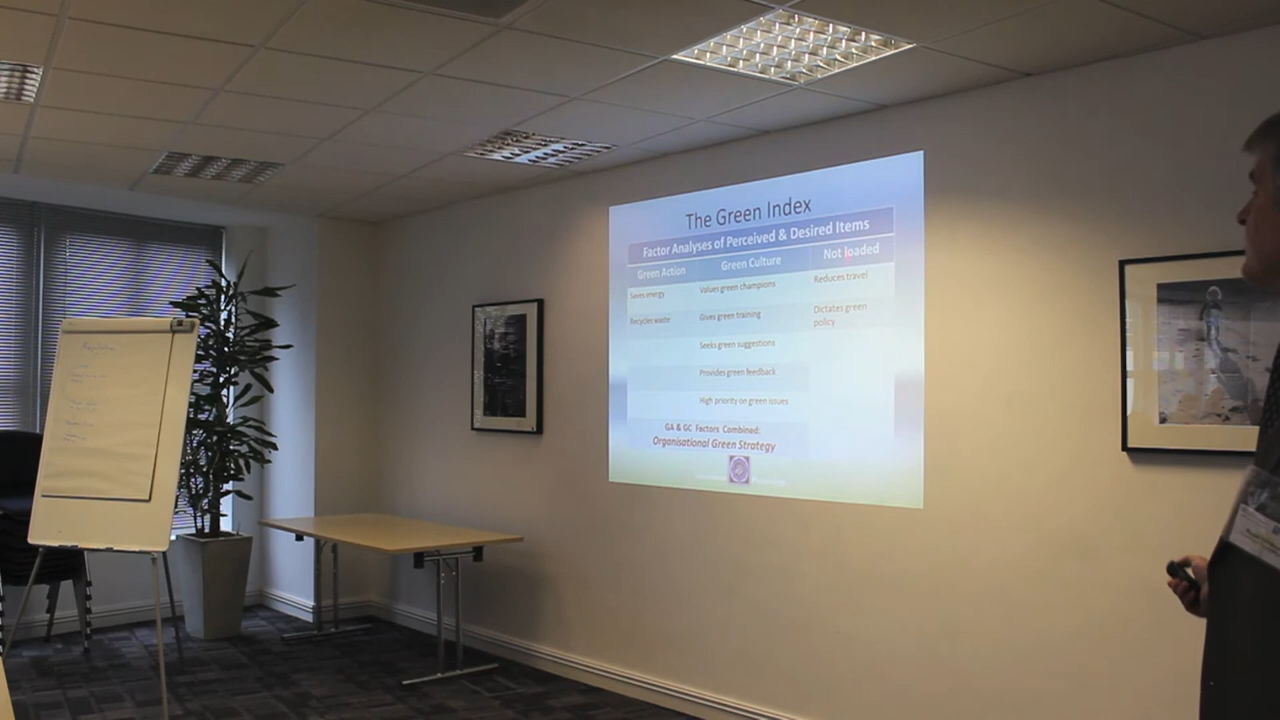 The Green Index
Factor Analyses of Perceived & Desired Items
Green Action Green Culture Not loaded
Saves energy Values green champions Reduces travel
Recycles waste Gives green training Dictates green
policy
Seeks green suggestions
Provides green feedback
High priority on green issues
GA & GC Factors Combined:
Organisational Green Strategy